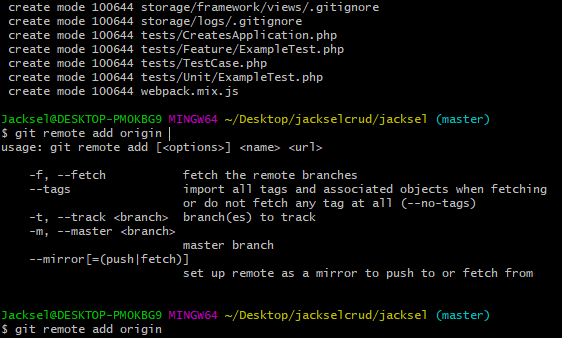 create mode 100644 storage/framework/views/.gitignore
create mode 100644 storage/logs/.gitignore
create mode 100644 tests/CreatesApplication.php
create mode 100644 tests/Feature/ExampleTest.php
create mode 100644 tests/TestCase.php
create mode 100644 tests/Unit/ExampleTest.php
create mode 100644 webpack.mix.js
Jacksel@DESKTOP-PMOKBG9 MINGW64 ~/Desktop/jackselcrud/jacksel (master)
$ git remote add origin
usage: git remote add [<options>] <name> <url>
-f, --fetch fetch the remote branches
--tags import all tags and associated objects when fetching
or do not fetch any tag at all (--no-tags)
-t, --track <branch> branch(es) to track
-m, --master <branch>
master branch
--mirror[=(push|fetch)]
set up remote as a mirror to push to or fetch from
Jacksel@DESKTOP-PMOKBG9 MINGW64 ~/Desktop/jackselcrud/jacksel (master)
$ git remote add origin